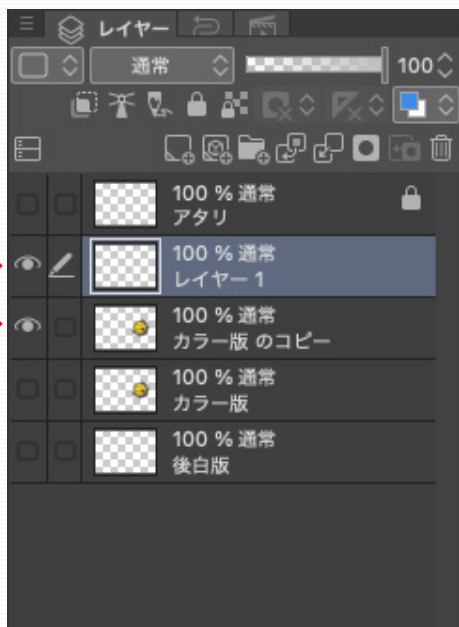 レイヤー
通常 100
100 % 通常
アタリ
100 % 通常
レイヤー 1
100 % 通常
カラー版 のコピー
100 % 通常
カラー版
100 % 通常
後白版